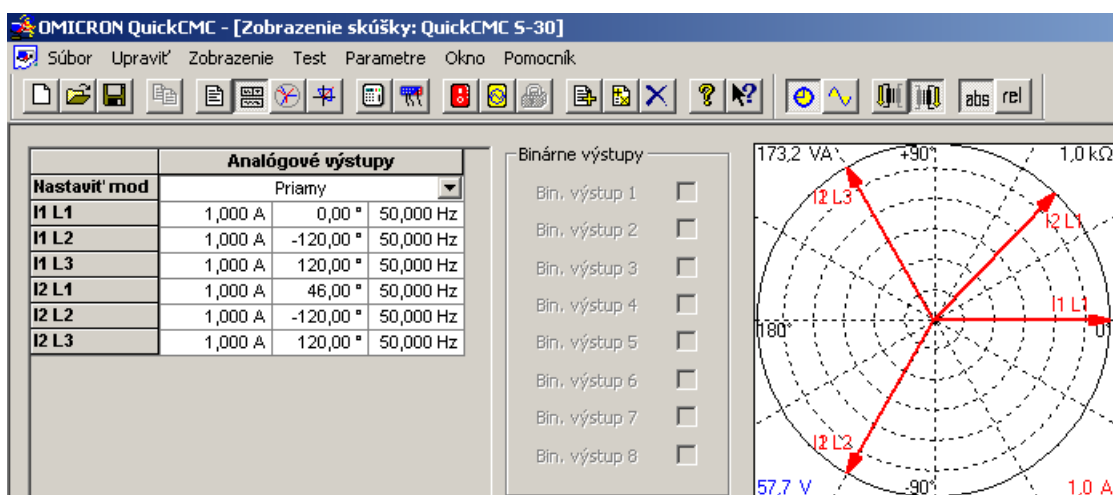 OMICRON QuickCMC - [Zobrazenie skúšky: QuickCMC S-30]
Súbor Upraviť Zobrazenie Test Parametre Okno Pomocník
abs rel
Analógové výstupy
Nastaviť mod Priamy
I1 L1 1,000 A 0,00 ° 50,000 Hz
I1 L2 1,000 A -120,00 ° 50,000 Hz
I1 L3 1,000 A 120,00 ° 50,000 Hz
I2 L1 1,000 A 46,00 ° 50,000 Hz
I2 L2 1,000 A -120,00 ° 50,000 Hz
I2 L3 1,000 A 120,00 ° 50,000 Hz
Binárne výstupy
Bin. výstup 1
Bin. výstup 2
Bin. výstup 3
Bin. výstup 4
Bin. výstup 5
Bin. výstup 6
Bin. výstup 7
Bin. výstup 8
173,2 VA +90° 1,0 kΩ
L3
I2 L1
I1 L1
180° 0°
L2
57,7 V -90° 1,0 A